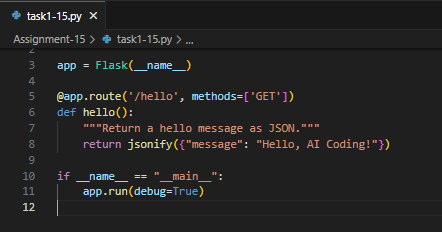 task1-15.py
Assignment-15 > task1-15.py > ...
2
3 app = Flask(__name__)
4
5 @app.route('/hello', methods=['GET'])
6 def hello():
7     """Return a hello message as JSON."""
8     return jsonify({"message": "Hello, AI Coding!"})
9
10 if __name__ == "__main__":
11     app.run(debug=True)
12